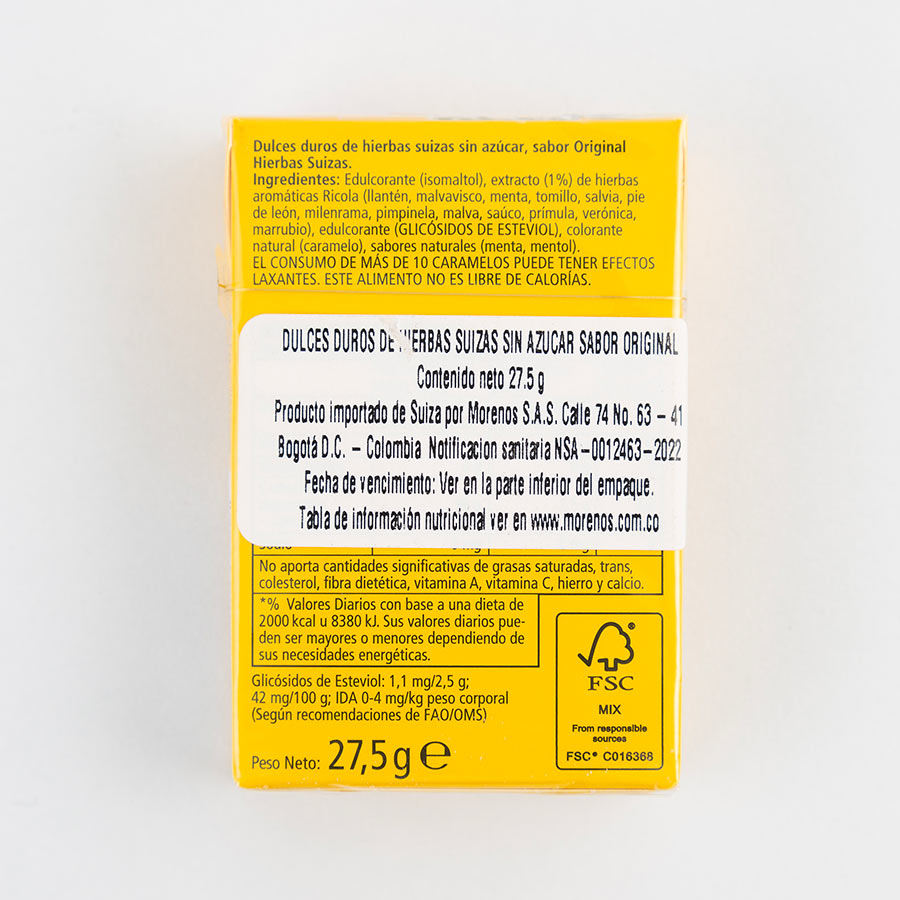 Dulces duros de hierbas suizas sin azúcar, sabor Original
Hierbas Suizas.
Ingredientes: Edulcorante (isomaltol), extracto (1%) de hierbas
aromáticas Ricola (llantén, malvavisco, menta, tomillo, salvia, pie
de león, milenrama, pimpinela, malva, saúco, prímula, verónica,
marrubio), edulcorante (GLICÓSIDOS DE ESTEVIOL), colorante
natural (caramelo), sabores naturales (menta, mentol).
EL CONSUMO DE MÁS DE 10 CARAMELOS PUEDE TENER EFECTOS
LAXANTES. ESTE ALIMENTO NO ES LIBRE DE CALORÍAS.
DULCES DUROS DE HIERBAS SUIZAS SIN AZUCAR SABOR ORIGINAL
Contenido neto 27.5 g
Producto importado de Suiza por Morenos S.A.S. Calle 74 No. 63 – 41
Bogotá D.C. – Colombia Notificacion sanitaria NSA–0012463–2022
Fecha de vencimiento: Ver en la parte inferior del empaque.
Tabla de información nutricional ver en www.morenos.com.co
No aporta cantidades significativas de grasas saturadas, trans,
colesterol, fibra dietética, vitamina A, vitamina C, hierro y calcio.
*% Valores Diarios con base a una dieta de
2000 kcal u 8380 kJ. Sus valores diarios pue-
den ser mayores o menores dependiendo de
sus necesidades energéticas.
Glicósidos de Esteviol: 1,1 mg/2,5 g;
42 mg/100 g; IDA 0-4 mg/kg peso corporal
(Según recomendaciones de FAO/OMS)
Peso Neto: 27,5 g ℮
®
FSC
MIX
From responsible
sources
FSC® C016368